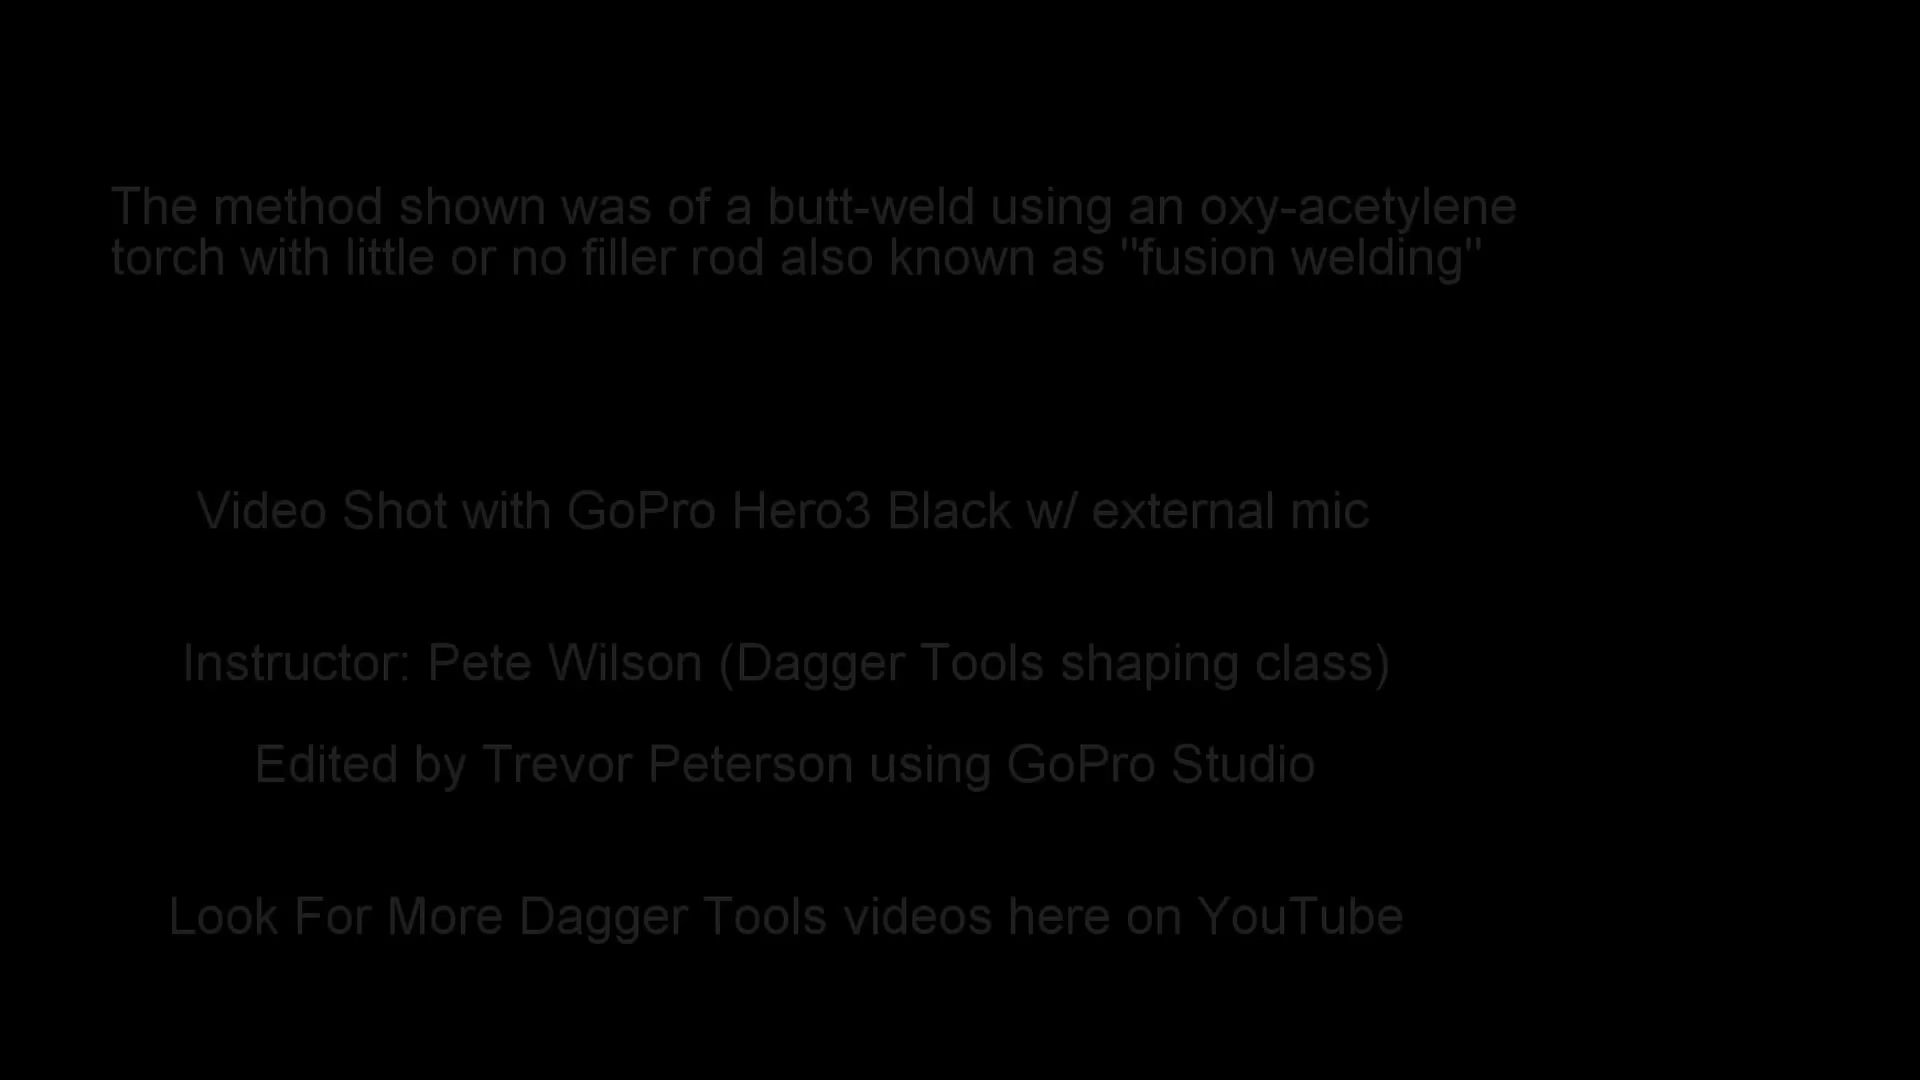 The method shown was of a butt-weld using an oxy-acetylene
torch with little or no filler rod also known as "fusion welding"
Video Shot with GoPro Hero3 Black w/ external mic
Instructor: Pete Wilson (Dagger Tools shaping class)
Edited by Trevor Peterson using GoPro Studio
Look For More Dagger Tools videos here on YouTube